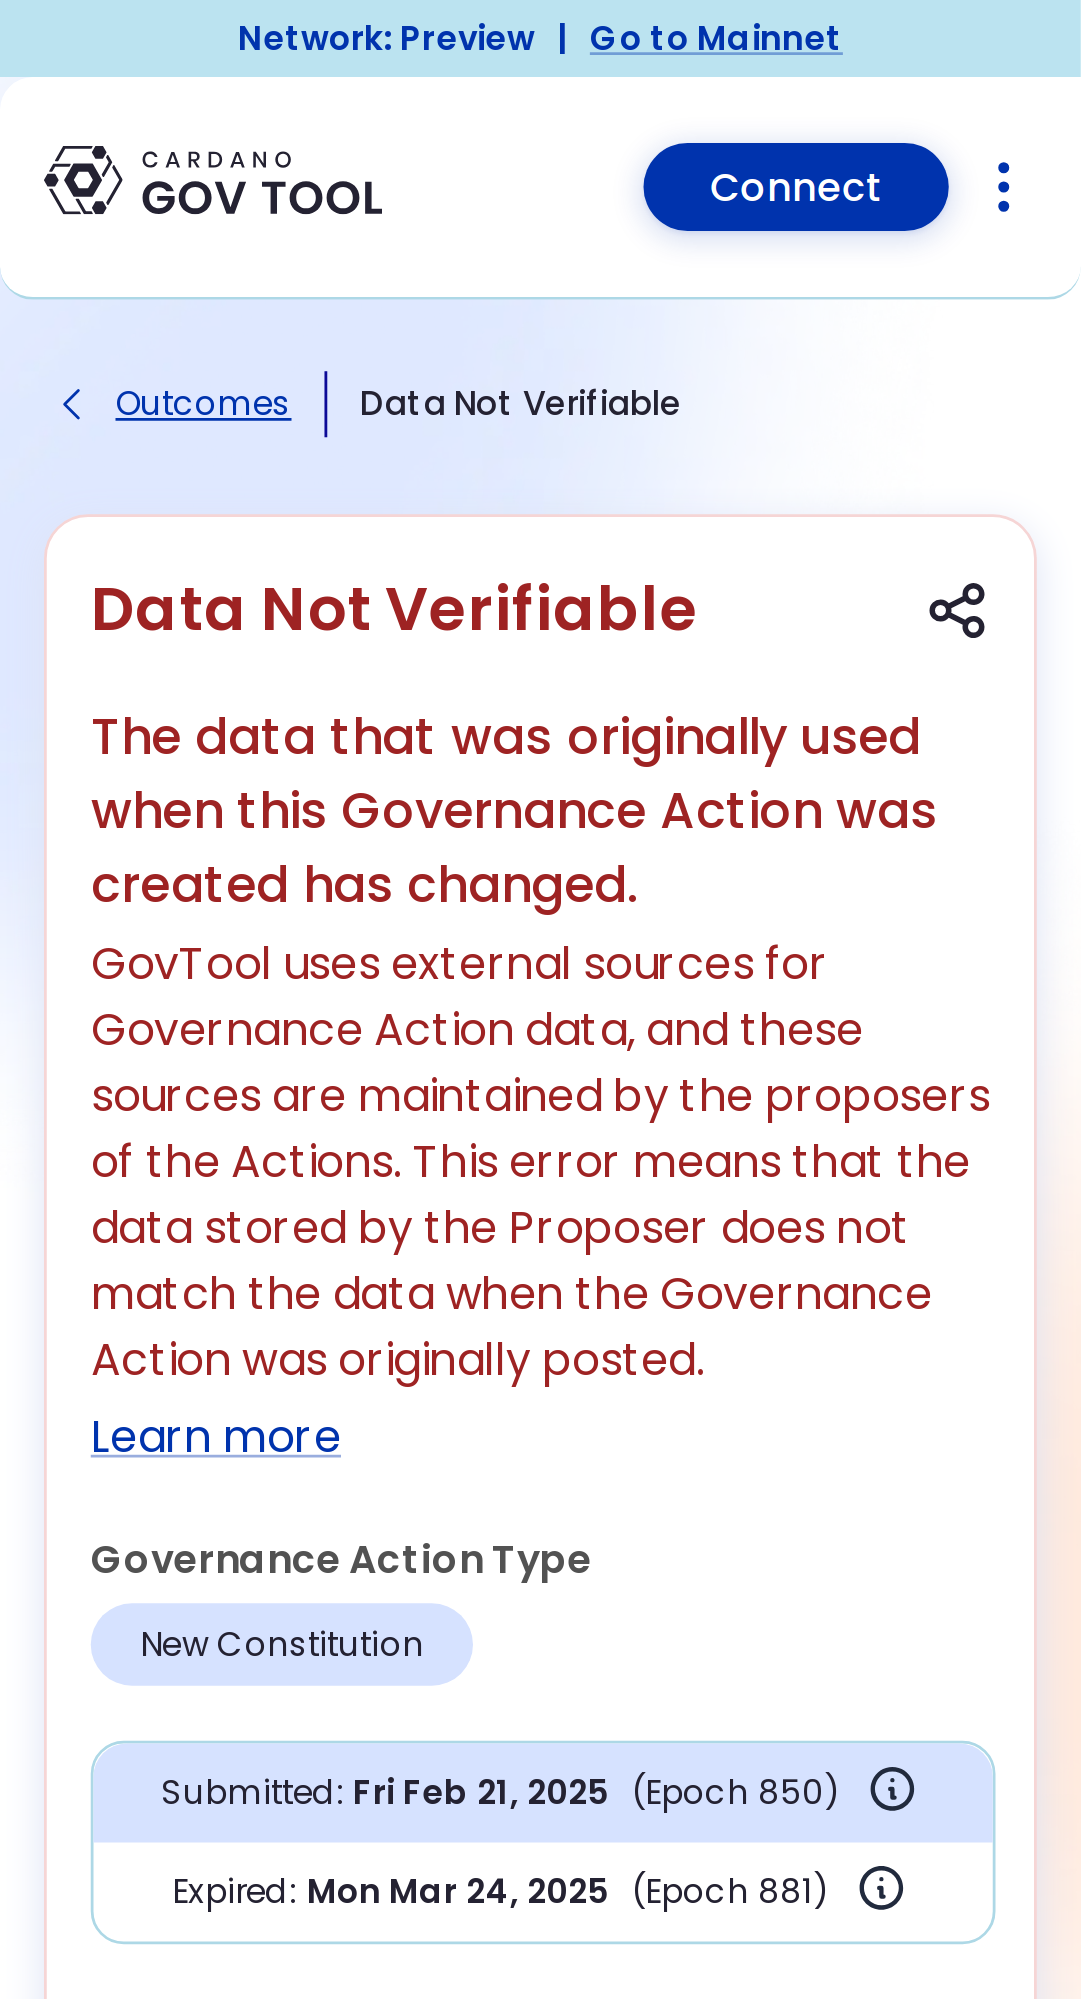 Network: Preview | Go to Mainnet
CARDANO
GOV TOOL
Connect
Outcomes | Data Not Verifiable
Data Not Verifiable
The data that was originally used
when this Governance Action was
created has changed.
GovTool uses external sources for
Governance Action data, and these
sources are maintained by the proposers
of the Actions. This error means that the
data stored by the Proposer does not
match the data when the Governance
Action was originally posted.
Learn more
Governance Action Type
New Constitution
Submitted: Fri Feb 21, 2025 (Epoch 850)
Expired: Mon Mar 24, 2025 (Epoch 881)